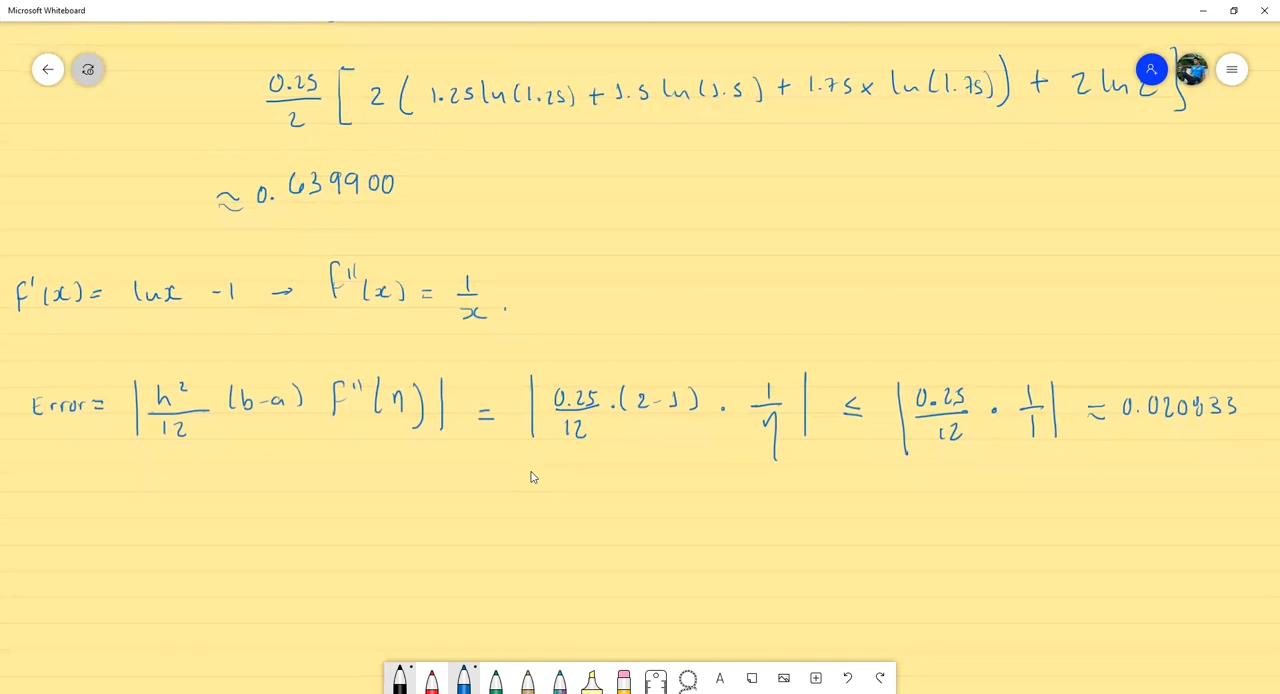 Microsoft Whiteboard
0.25/2 [ 2 ( 1.25 ln(1.25) + 1.5 ln(1.5) + 1.75 × ln(1.75) ) + 2 ln 2 ]
≈ 0.639900
F'(x) = ln x - 1 → F''(x) = 1/x .
Error = | h²/12 (b-a) F''(η) | = | 0.25/12 · (2-1) · 1/η | ≤ | 0.25/12 · 1/1 | ≈ 0.020833
A